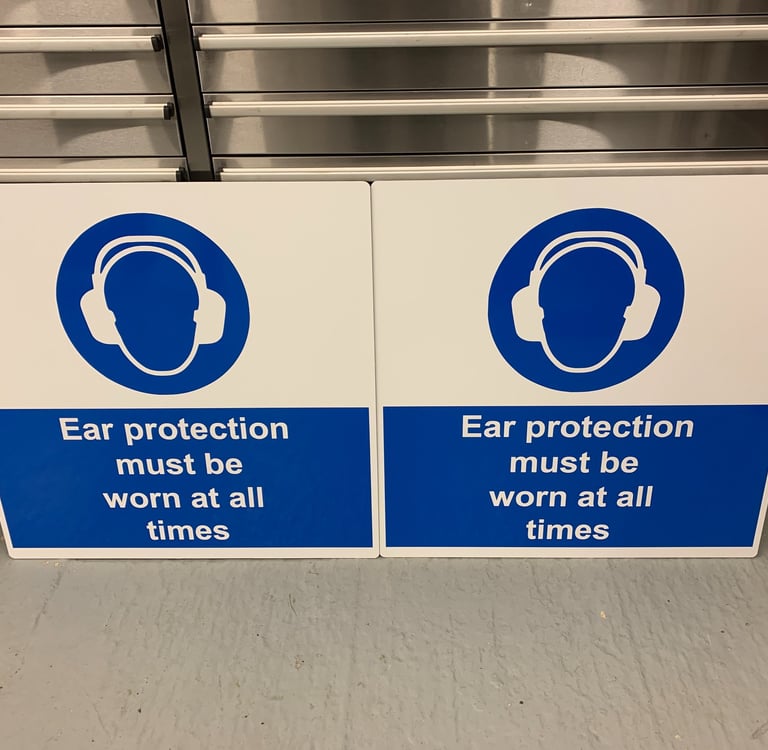 Ear protection
must be
worn at all
times
Ear protection
must be
worn at all
times